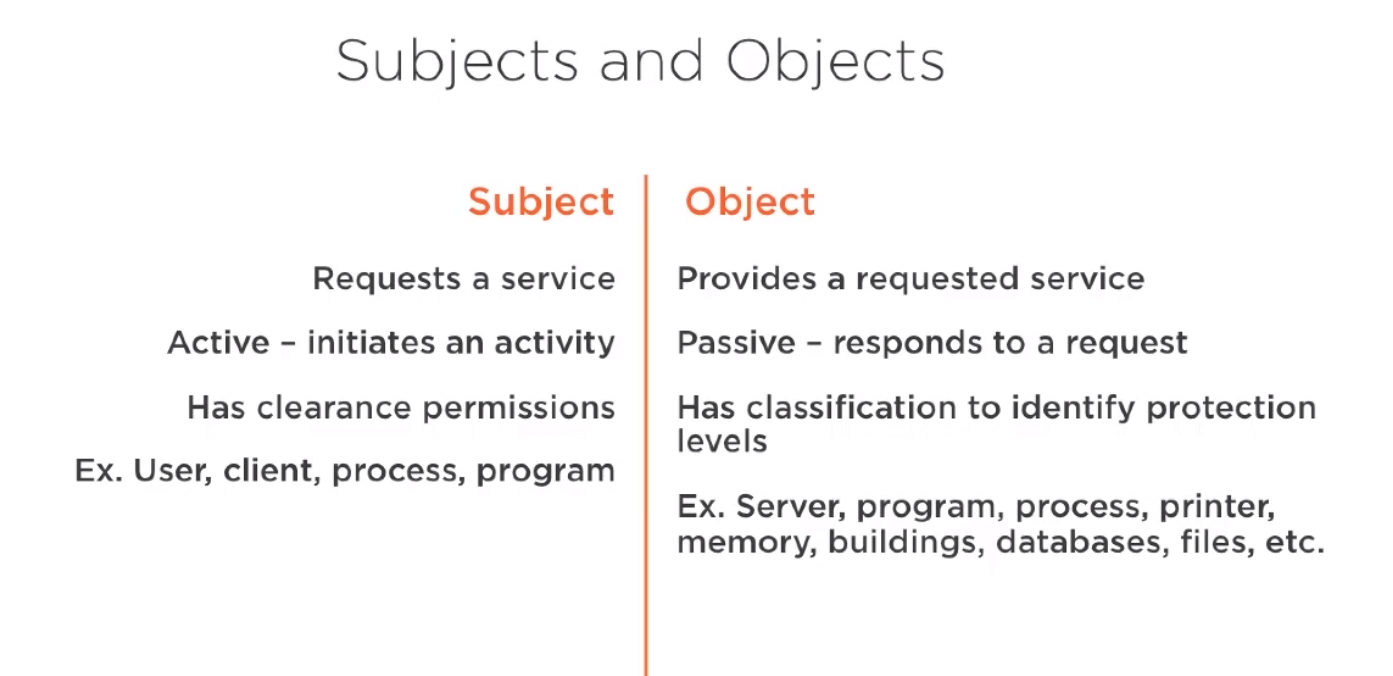 Subjects and Objects
Subject
Requests a service
Active – initiates an activity
Has clearance permissions
Ex. User, client, process, program
Object
Provides a requested service
Passive – responds to a request
Has classification to identify protection
levels
Ex. Server, program, process, printer,
memory, buildings, databases, files, etc.